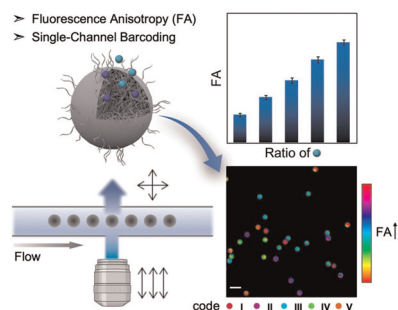 ➤ Fluorescence Anisotropy (FA)
➤ Single-Channel Barcoding
FA
Ratio of
Flow
FA↑
code I II III IV V